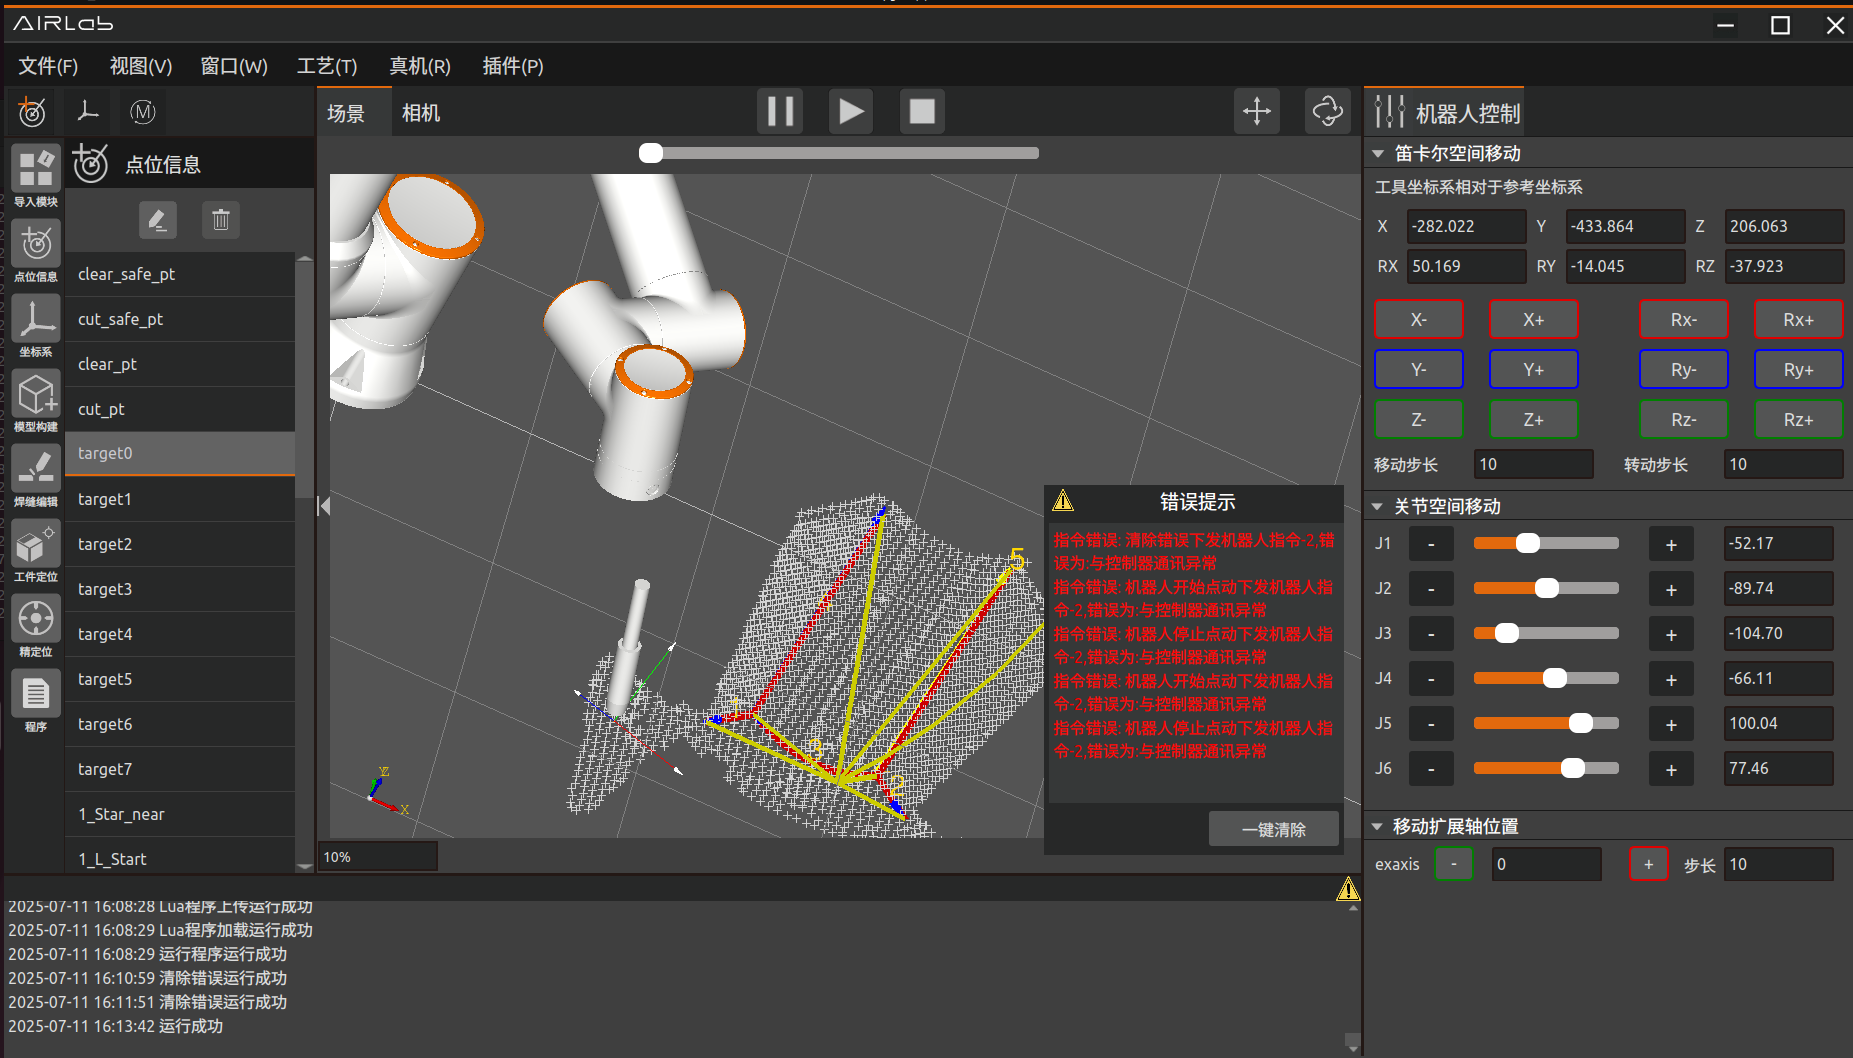 AIRLab
文件(F) 视图(V) 窗口(W) 工艺(T) 真机(R) 插件(P)
M
场景 相机
机器人控制
导入模块
点位信息
坐标系
模型构建
焊缝编辑
工件定位
精定位
程序
点位信息
clear_safe_pt
cut_safe_pt
clear_pt
cut_pt
target0
target1
target2
target3
target4
target5
target6
target7
1_Star_near
1_L_Start
5
1
3
2
Z
X
10%
错误提示
指令错误: 清除错误下发机器人指令-2,错
误为:与控制器通讯异常
指令错误: 机器人开始点动下发机器人指
令-2,错误为:与控制器通讯异常
指令错误: 机器人停止点动下发机器人指
令-2,错误为:与控制器通讯异常
指令错误: 机器人开始点动下发机器人指
令-2,错误为:与控制器通讯异常
指令错误: 机器人停止点动下发机器人指
令-2,错误为:与控制器通讯异常
一键清除
笛卡尔空间移动
工具坐标系相对于参考坐标系
X -282.022 Y -433.864 Z 206.063
RX 50.169 RY -14.045 RZ -37.923
X- X+ Rx- Rx+
Y- Y+ Ry- Ry+
Z- Z+ Rz- Rz+
移动步长 10 转动步长 10
关节空间移动
J1 - + -52.17
J2 - + -89.74
J3 - + -104.70
J4 - + -66.11
J5 - + 100.04
J6 - + 77.46
移动扩展轴位置
exaxis - 0 + 步长 10
2025-07-11 16:08:28 Lua程序上传运行成功
2025-07-11 16:08:29 Lua程序加载运行成功
2025-07-11 16:08:29 运行程序运行成功
2025-07-11 16:10:59 清除错误运行成功
2025-07-11 16:11:51 清除错误运行成功
2025-07-11 16:13:42 运行成功